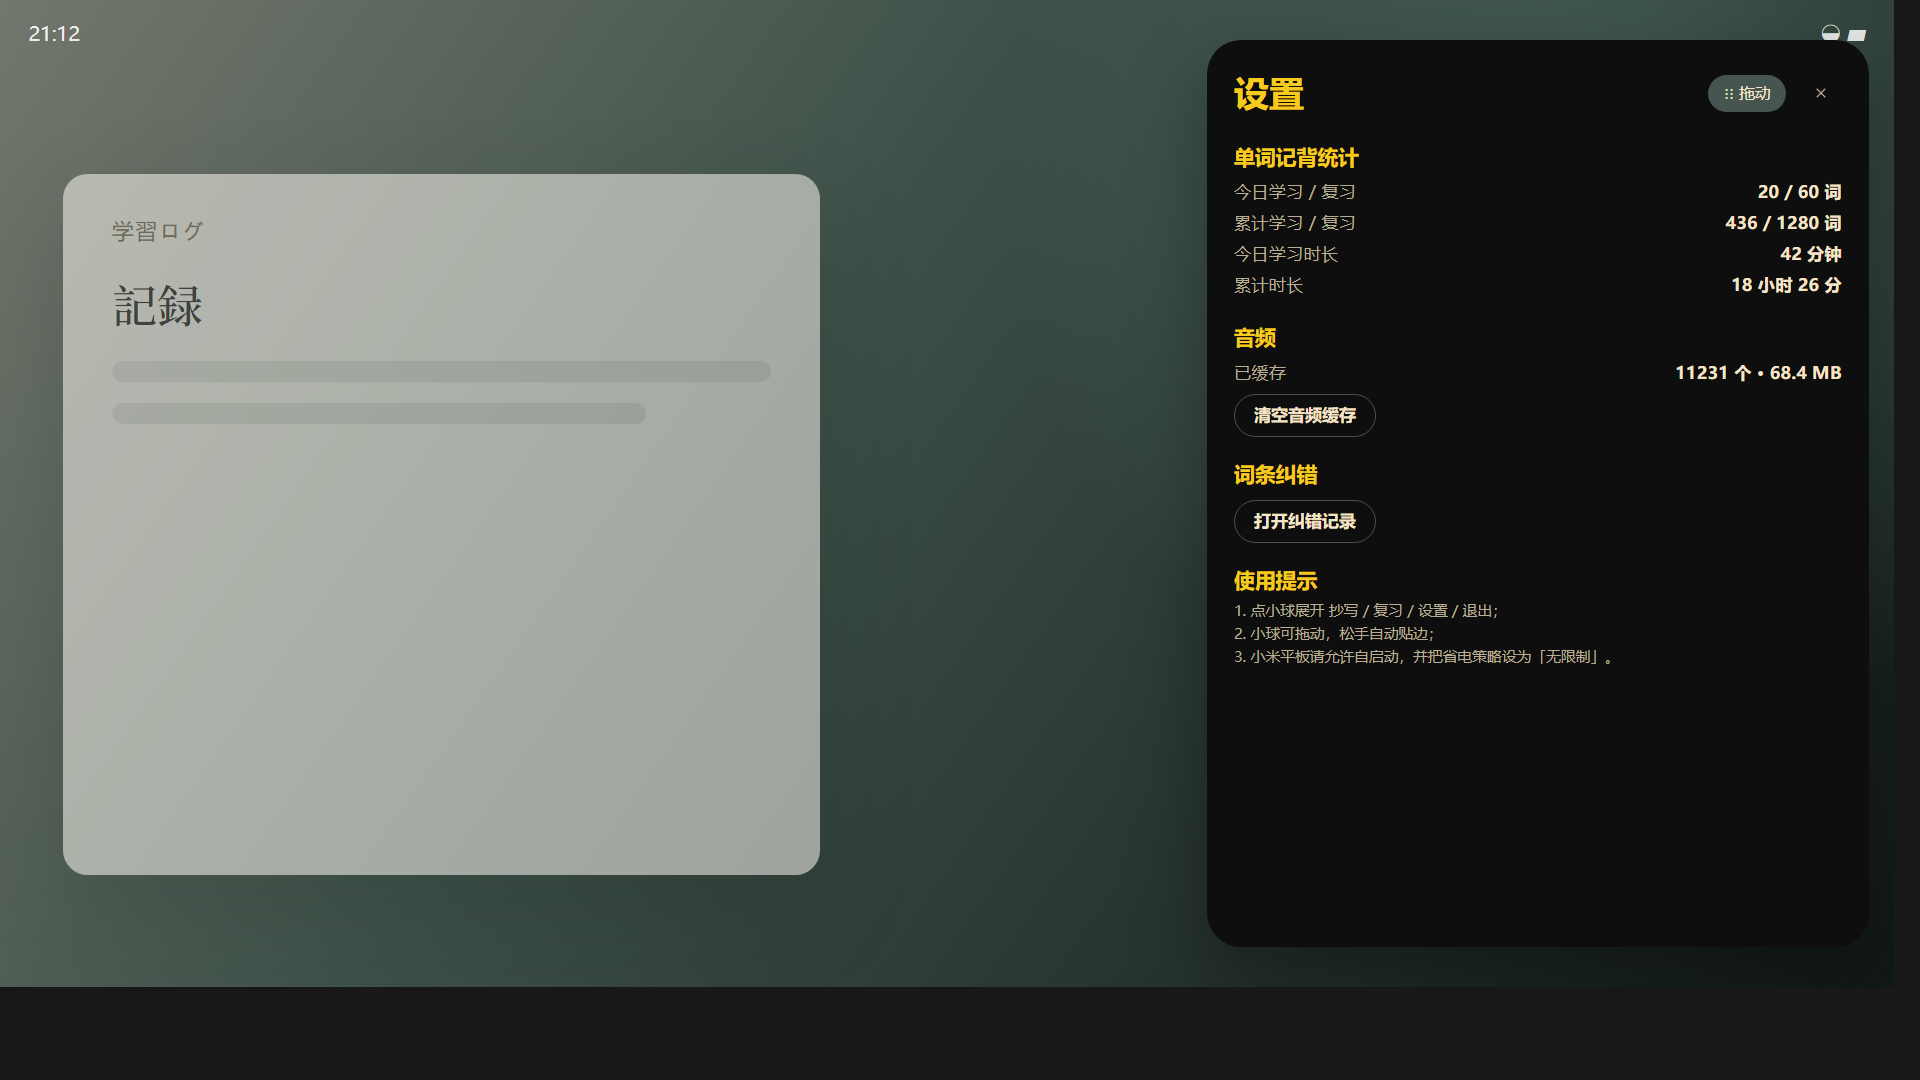 21:12
学習ログ
記録
设置
拖动
×
单词记背统计
今日学习 / 复习 20 / 60 词
累计学习 / 复习 436 / 1280 词
今日学习时长 42 分钟
累计时长 18 小时 26 分
音频
已缓存 11231 个 • 68.4 MB
清空音频缓存
词条纠错
打开纠错记录
使用提示
1. 点小球展开 抄写 / 复习 / 设置 / 退出；
2. 小球可拖动，松手自动贴边；
3. 小米平板请允许自启动，并把省电策略设为「无限制」。